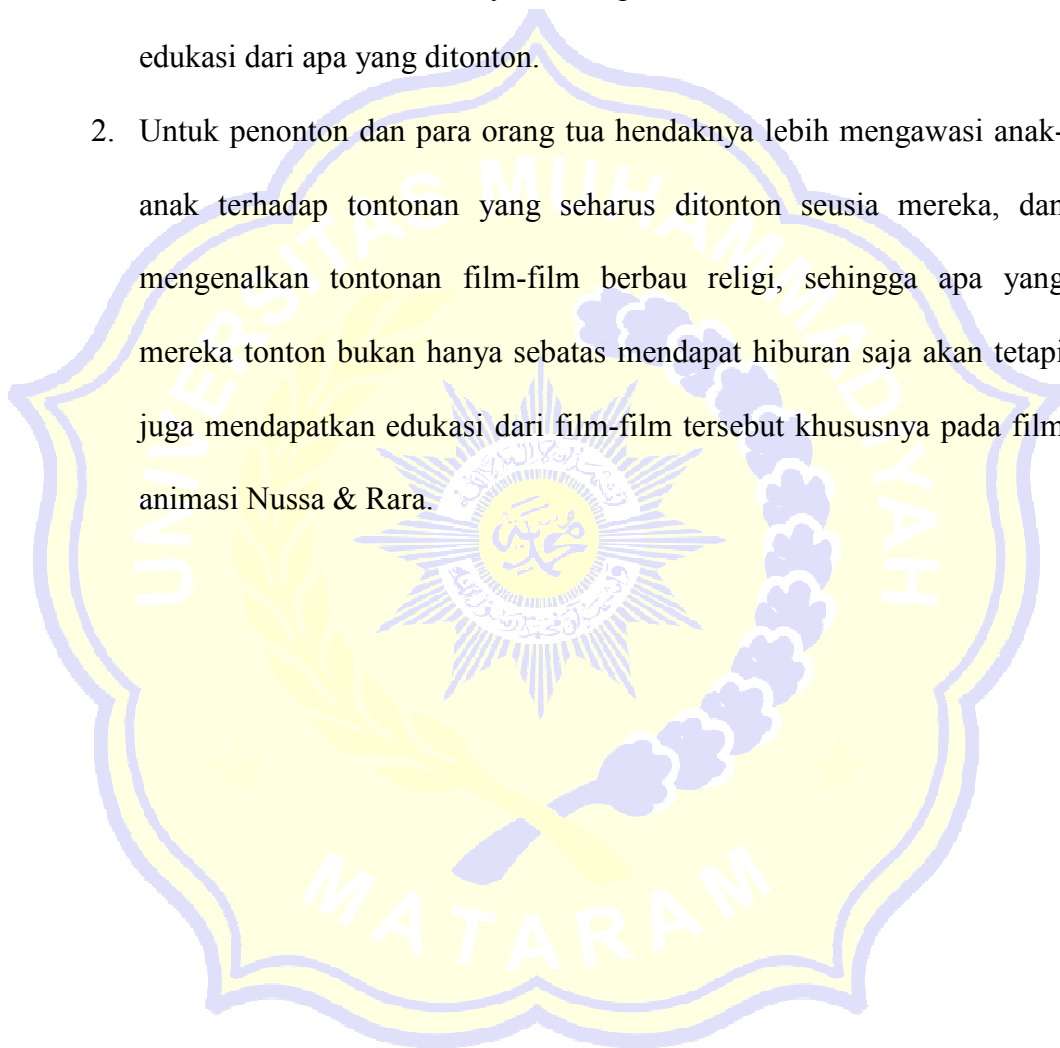 edukasi dari apa yang ditonton.
2. Untuk penonton dan para orang tua hendaknya lebih mengawasi anak-
anak terhadap tontonan yang seharus ditonton seusia mereka, dan
mengenalkan tontonan film-film berbau religi, sehingga apa yang
mereka tonton bukan hanya sebatas mendapat hiburan saja akan tetapi
juga mendapatkan edukasi dari film-film tersebut khususnya pada film
animasi Nussa & Rara.
UNIVERSITAS MUHAMMADIYAH
MATARAM